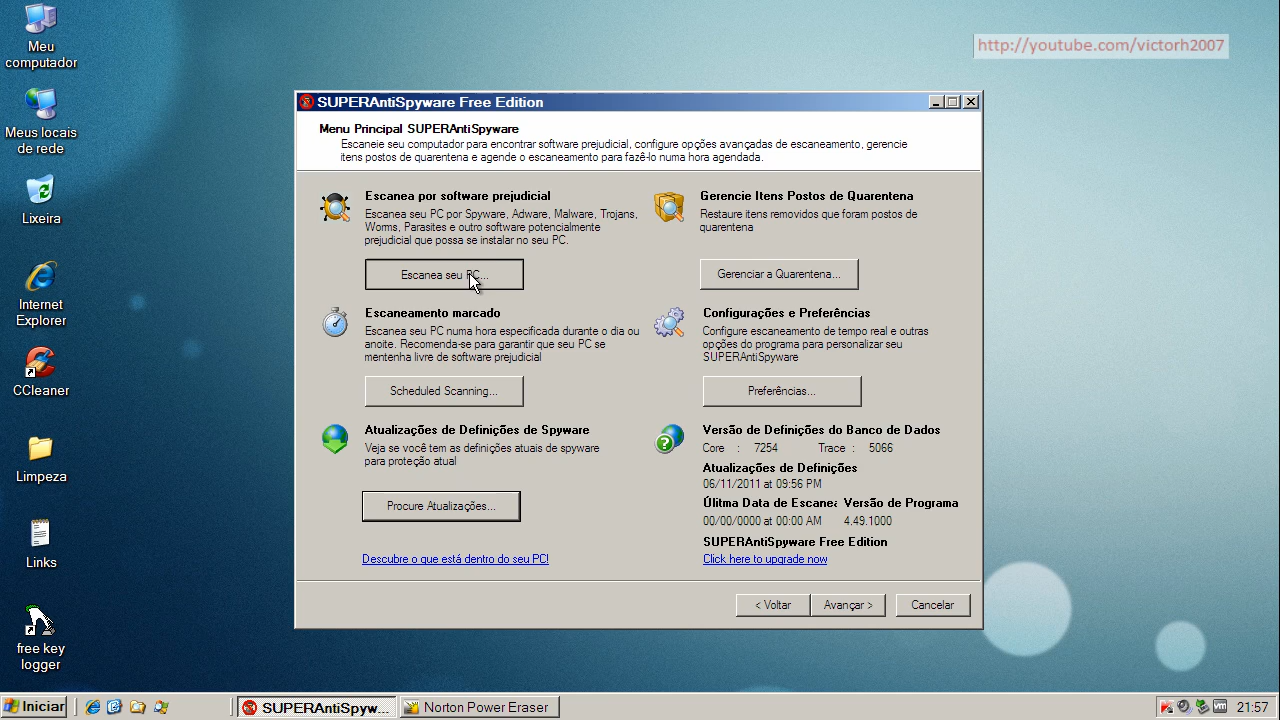 Meu
computador
Meus locais
de rede
Lixeira
Internet
Explorer
CCleaner
Limpeza
Links
free key
logger
http://youtube.com/victorh2007
SUPERAntiSpyware Free Edition
Menu Principal SUPERAntiSpyware
Escaneie seu computador para encontrar software prejudicial, configure opções avançadas de escaneamento, gerencie
itens postos de quarentena e agende o escaneamento para fazê-lo numa hora agendada.
Escanea por software prejudicial
Escanea seu PC por Spyware, Adware, Malware, Trojans,
Worms, Parasites e outro software potencialmente
prejudicial que possa se instalar no seu PC.
Escanea seu PC...
Gerencie Itens Postos de Quarentena
Restaure itens removidos que foram postos de
quarentena
Gerenciar a Quarentena...
Escaneamento marcado
Escanea seu PC numa hora especificada durante o dia ou
anoite. Recomenda-se para garantir que seu PC se
mentenha livre de software prejudicial
Scheduled Scanning...
Configurações e Preferências
Configure escaneamento de tempo real e outras
opções do programa para personalizar seu
SUPERAntiSpyware
Preferências...
Atualizações de Definições de Spyware
Veja se você tem as definições atuais de spyware
para proteção atual
Procure Atualizações...
Descubre o que está dentro do seu PC!
Versão de Definições do Banco de Dados
Core : 7254 Trace : 5066
Atualizações de Definições
06/11/2011 at 09:56 PM
Úlitma Data de Escanea Versão de Programa
00/00/0000 at 00:00 AM 4.49.1000
SUPERAntiSpyware Free Edition
Click here to upgrade now
< Voltar Avançar > Cancelar
Iniciar SUPERAntiSpyw... Norton Power Eraser 21:57